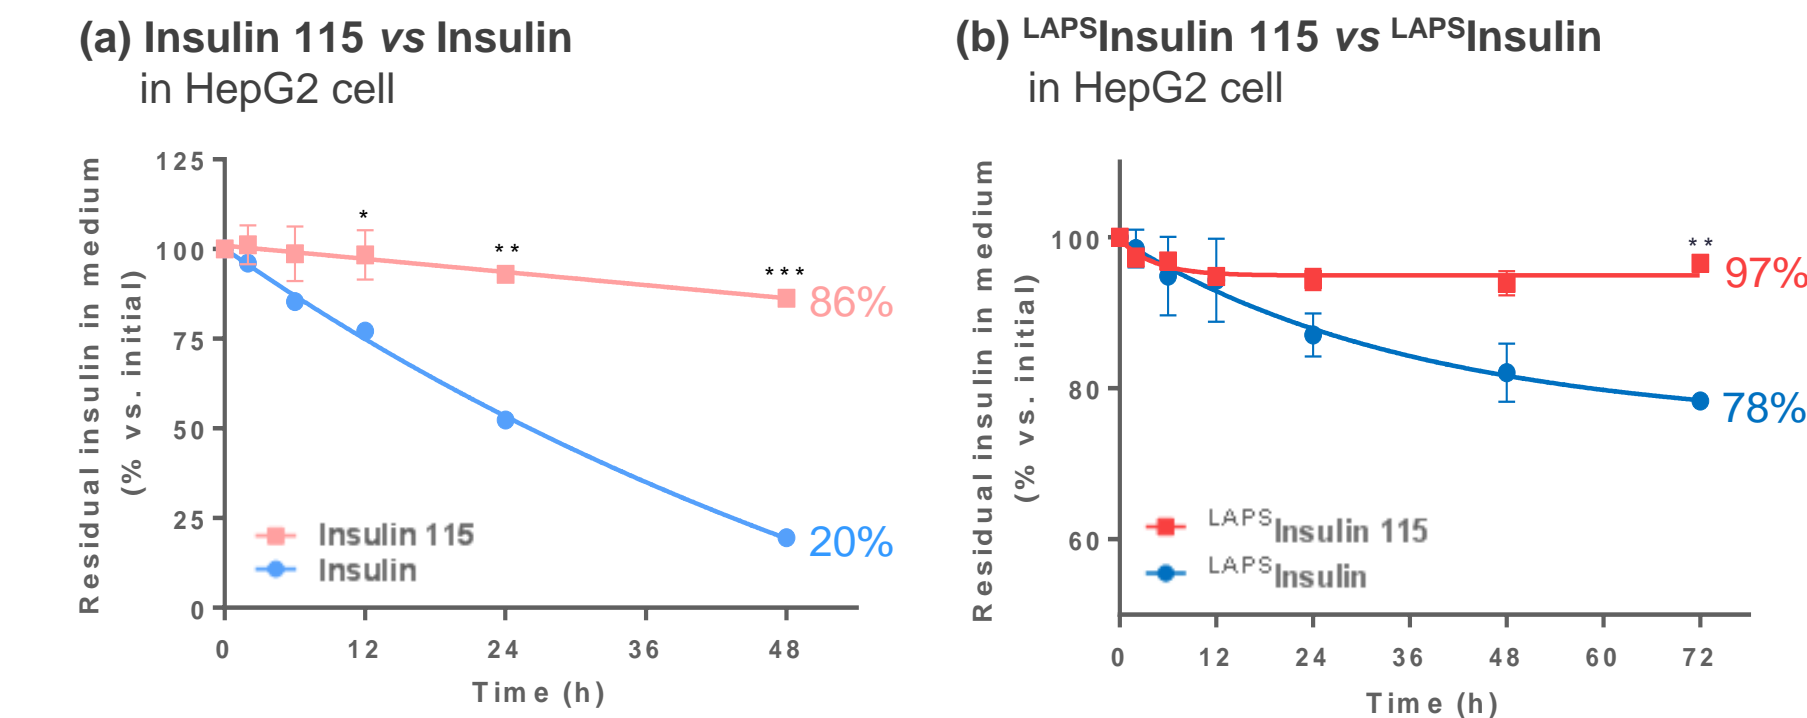 (a) Insulin 115 vs Insulin
in HepG2 cell
Residual insulin in medium
(% vs. initial)
125
100
75
50
25
0
*
**
***
86%
20%
Insulin 115
Insulin
0 12 24 36 48
Time (h)
(b) LAPSInsulin 115 vs LAPSInsulin
in HepG2 cell
Residual insulin in medium
(% vs. initial)
100
80
60
**
97%
78%
LAPSInsulin 115
LAPSInsulin
0 12 24 36 48 60 72
Time (h)